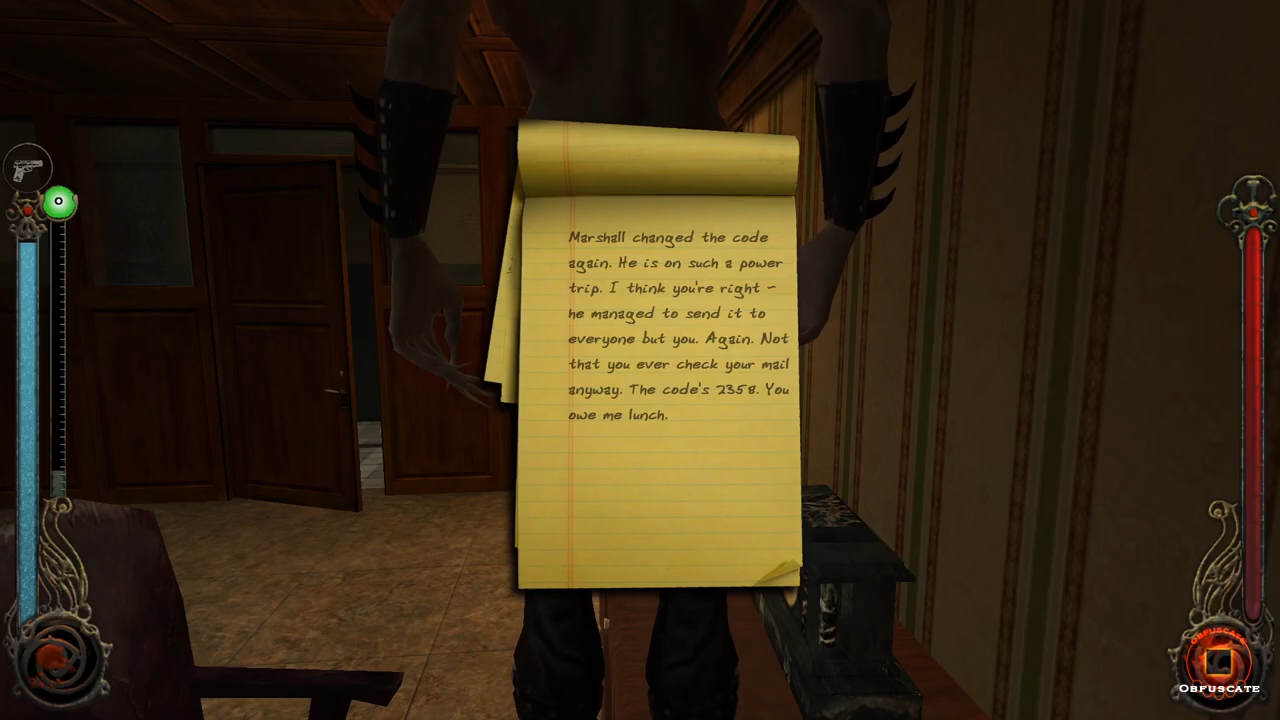 Marshall changed the code
again. He is on such a power
trip. I think you're right -
he managed to send it to
everyone but you. Again. Not
that you ever check your mail
anyway. The code's 2358. You
owe me lunch.
OBFUSCATE
OBFUSCATE